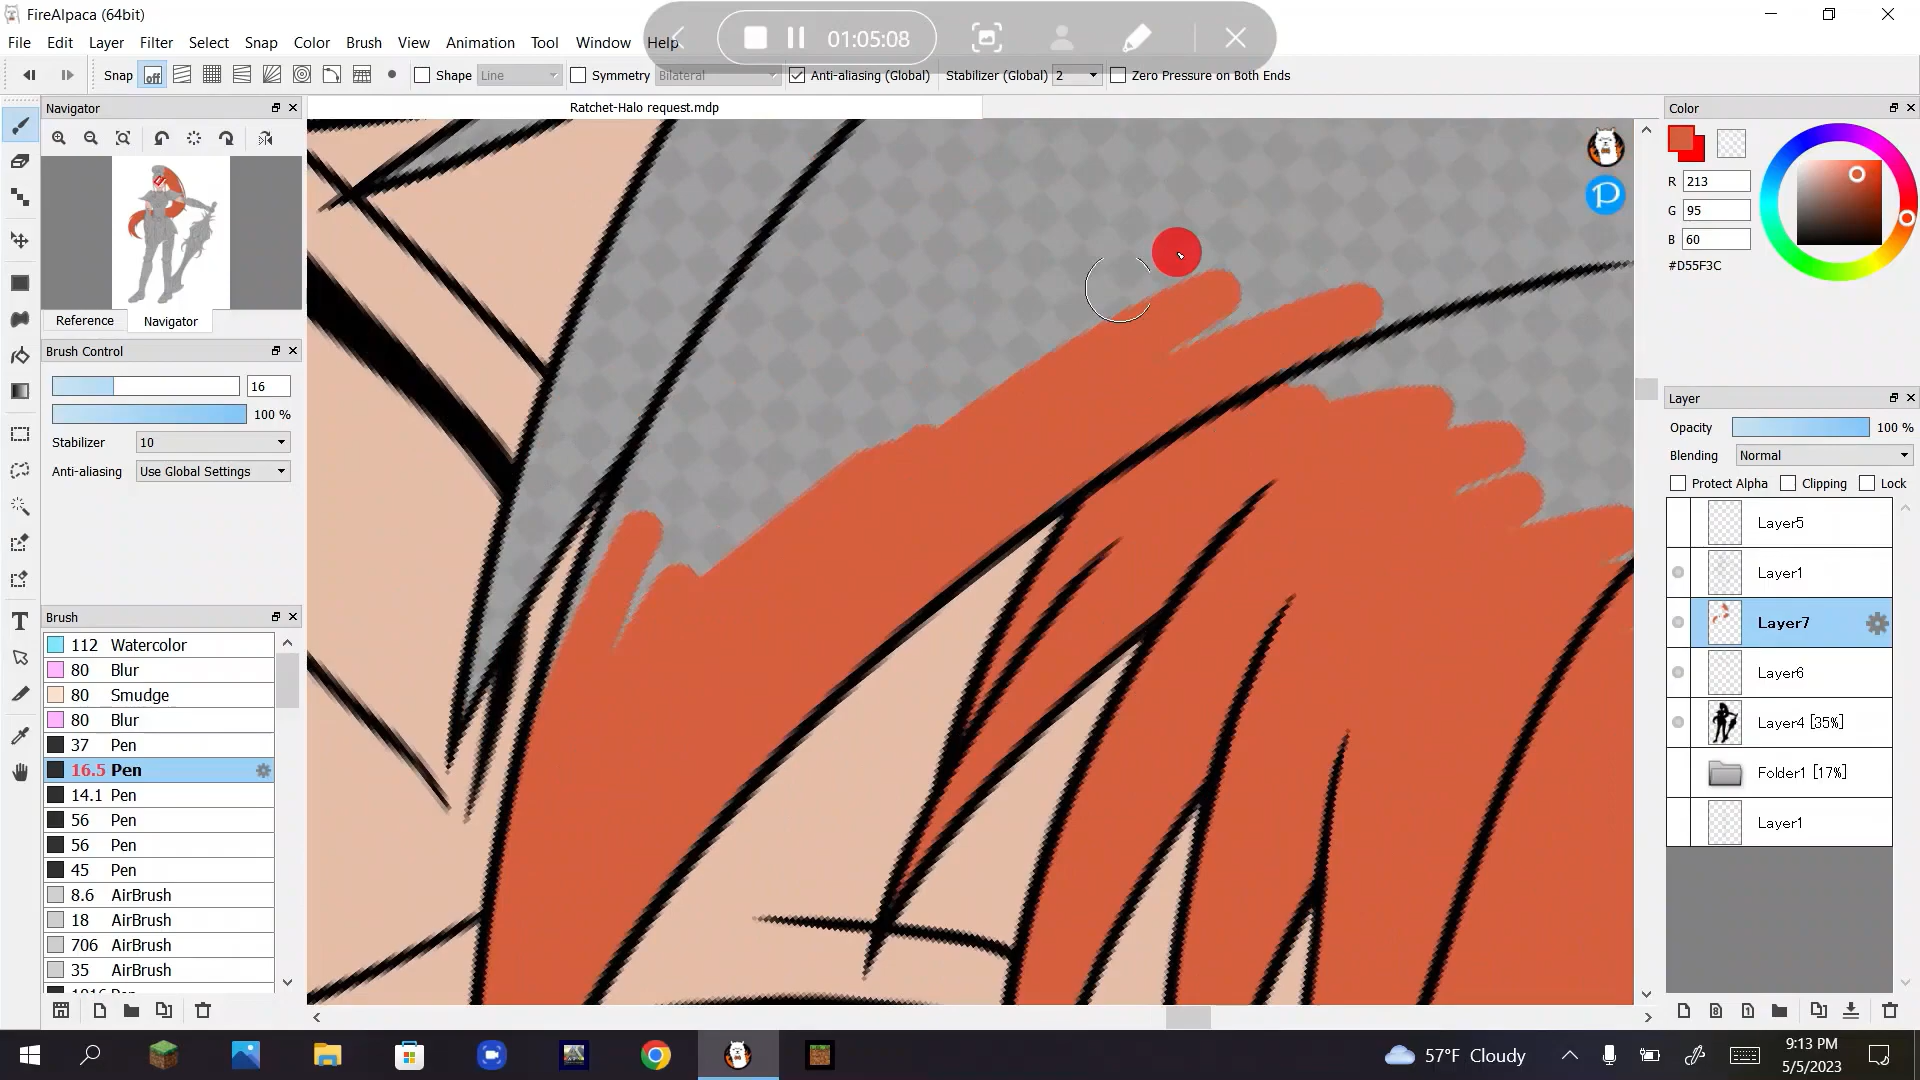 FireAlpaca (64bit)
File Edit Layer Filter Select Snap Color Brush View Animation Tool Window Help
01:05:08
Snap off Shape Line Symmetry Bilateral Anti-aliasing (Global) Stabilizer (Global) 2 Zero Pressure on Both Ends
Navigator
Ratchet-Halo request.mdp
Color
R 213
G 95
B 60
#D55F3C
Reference Navigator
Brush Control
16
100 %
Stabilizer 10
Anti-aliasing Use Global Settings
Layer
Opacity 100 %
Blending Normal
Protect Alpha Clipping Lock
Layer5
Layer1
Layer7
Layer6
Layer4 [35%]
Folder1 [17%]
Layer1
Brush
112 Watercolor
80 Blur
80 Smudge
80 Blur
37 Pen
16.5 Pen
14.1 Pen
56 Pen
56 Pen
45 Pen
8.6 AirBrush
18 AirBrush
706 AirBrush
35 AirBrush
57°F Cloudy
9:13 PM
5/5/2023